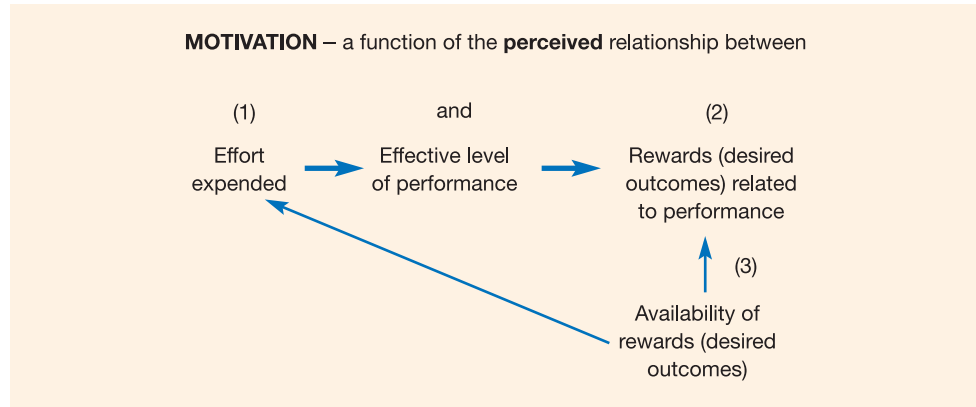 MOTIVATION – a function of the perceived relationship between
(1)
and
(2)
Effort
expended
Effective level
of performance
Rewards (desired
outcomes) related
to performance
(3)
Availability of
rewards (desired
outcomes)